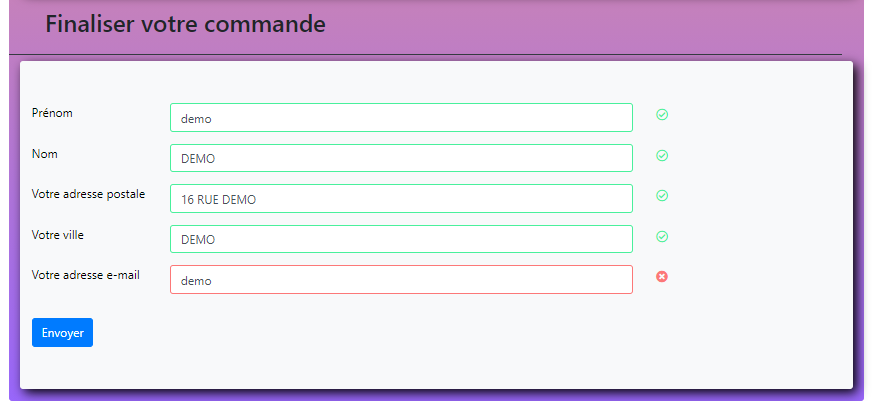 Finaliser votre commande
Prénom demo
Nom DEMO
Votre adresse postale 16 RUE DEMO
Votre ville DEMO
Votre adresse e-mail demo
Envoyer